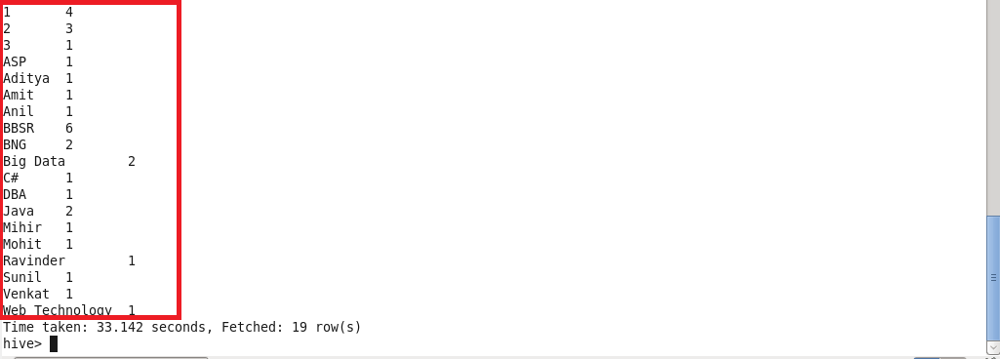 1 4
2 3
3 1
ASP 1
Aditya 1
Amit 1
Anil 1
BBSR 6
BNG 2
Big Data 2
C# 1
DBA 1
Java 2
Mihir 1
Mohit 1
Ravinder 1
Sunil 1
Venkat 1
Web Technology 1
Time taken: 33.142 seconds, Fetched: 19 row(s)
hive>